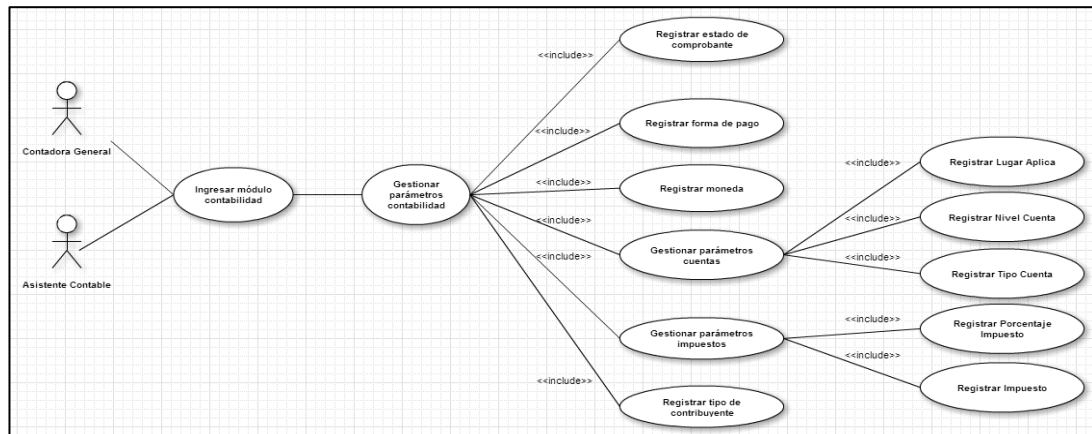 Registrar estado de
comprobante
<<include>>
Registrar forma de pago
<<include>>
Contadora General
Registrar Lugar Aplica
<<include>>
Ingresar módulo
contabilidad
Gestionar
parámetros
contabilidad
Registrar moneda
<<include>>
Registrar Nivel Cuenta
<<include>>
<<include>>
Gestionar parámetros
cuentas
<<include>>
Registrar Tipo Cuenta
<<include>>
Asistente Contable
<<include>>
Registrar Porcentaje
Impuesto
Gestionar parámetros
impuestos
<<include>>
Registrar Impuesto
<<include>>
Registrar tipo de
contribuyente